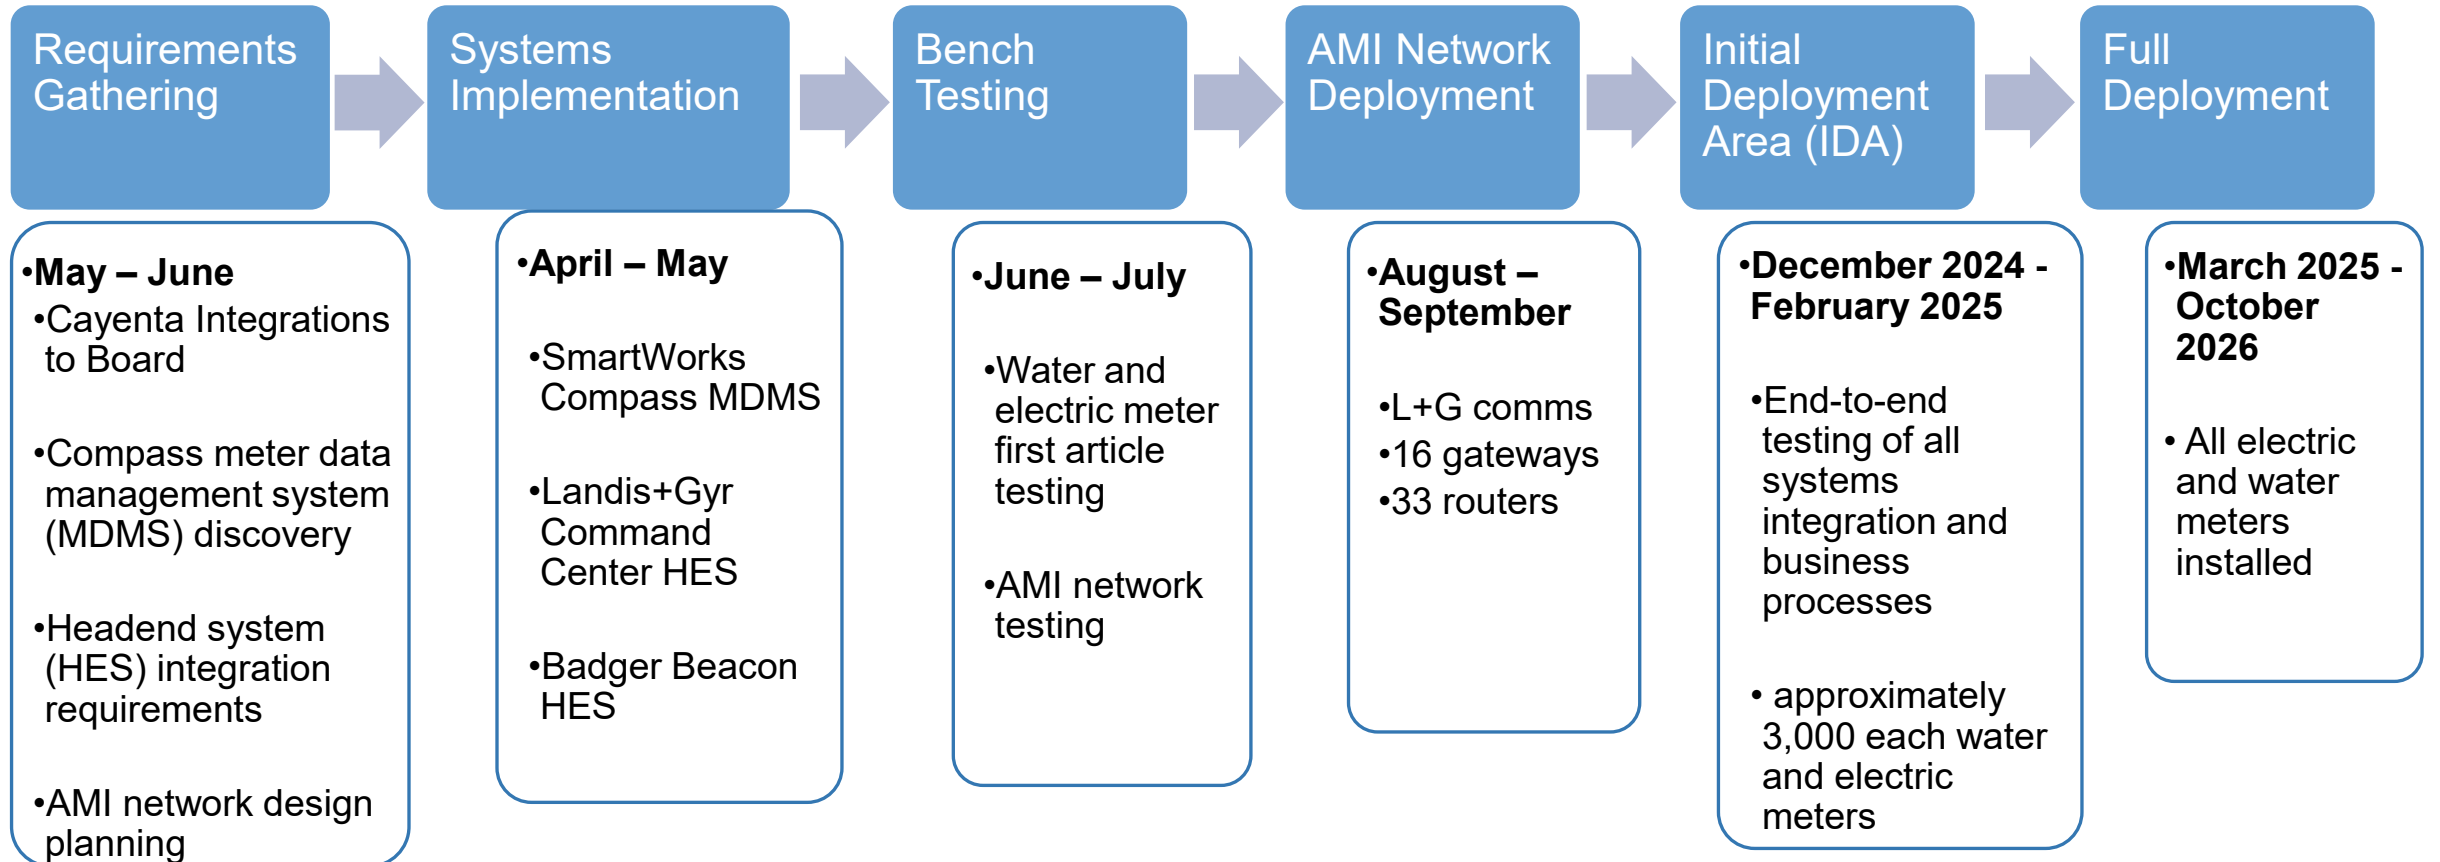 Requirements
Gathering
•May – June
•Cayenta Integrations
to Board
•Compass meter data
management system
(MDMS) discovery
•Headend system
(HES) integration
requirements
•AMI network design
planning
Systems
Implementation
•April – May
•SmartWorks
Compass MDMS
•Landis+Gyr
Command
Center HES
•Badger Beacon
HES
Bench
Testing
•June – July
•Water and
electric meter
first article
testing
•AMI network
testing
AMI Network
Deployment
•August –
September
•L+G comms
•16 gateways
•33 routers
Initial
Deployment
Area (IDA)
•December 2024 -
February 2025
•End-to-end
testing of all
systems
integration and
business
processes
• approximately
3,000 each water
and electric
meters
Full
Deployment
•March 2025 -
October
2026
• All electric
and water
meters
installed